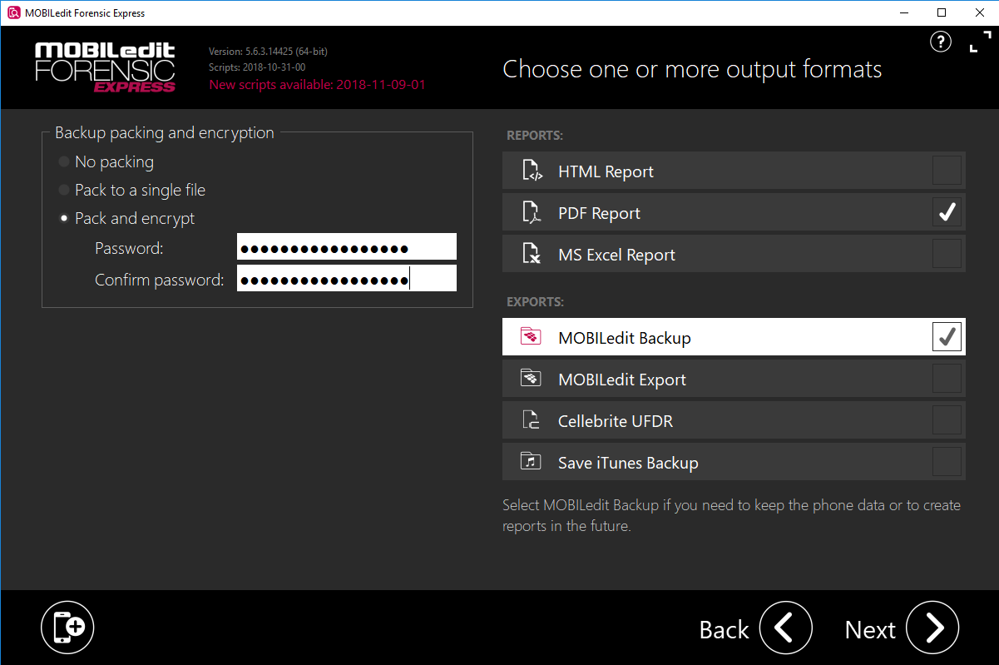 MOBILedit Forensic Express
MOBILedit
FORENSIC
EXPRESS
Version: 5.6.3.14425 (64-bit)
Scripts: 2018-10-31-00
New scripts available: 2018-11-09-01
?
Choose one or more output formats
Backup packing and encryption
No packing
Pack to a single file
Pack and encrypt
Password: ●●●●●●●●●●●●●●●●●
Confirm password: ●●●●●●●●●●●●●●●●●
REPORTS:
HTML Report
PDF Report
MS Excel Report
EXPORTS:
MOBILedit Backup
MOBILedit Export
Cellebrite UFDR
Save iTunes Backup
Select MOBILedit Backup if you need to keep the phone data or to create
reports in the future.
Back
Next